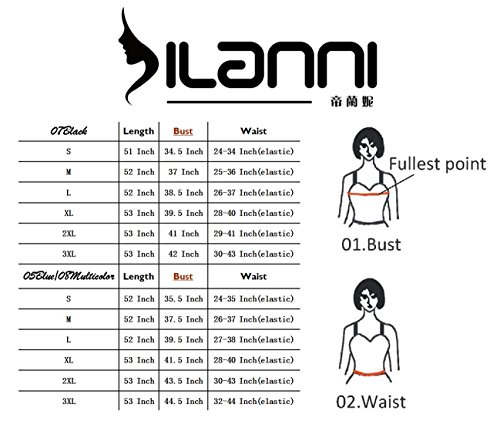 DILANNI
帝蘭妮
07Black Length Bust Waist
S 51 Inch 34.5 Inch 24-34 Inch(elastic)
M 52 Inch 37 Inch 25-36 Inch(elastic)
L 52 Inch 38.5 Inch 26-37 Inch(elastic)
XL 53 Inch 39.5 Inch 28-40 Inch(elastic)
2XL 53 Inch 41 Inch 29-41 Inch(elastic)
3XL 53 Inch 42 Inch 30-43 Inch(elastic)
05Blue/08Multicolor Length Bust Waist
S 52 Inch 35.5 Inch 24-35 Inch(elastic)
M 52 Inch 37.5 Inch 26-37 Inch(elastic)
L 52 Inch 39.5 Inch 27-38 Inch(elastic)
XL 53 Inch 41.5 Inch 28-40 Inch(elastic)
2XL 53 Inch 43.5 Inch 30-43 Inch(elastic)
3XL 53 Inch 44.5 Inch 32-44 Inch(elastic)
Fullest point
01.Bust
02.Waist